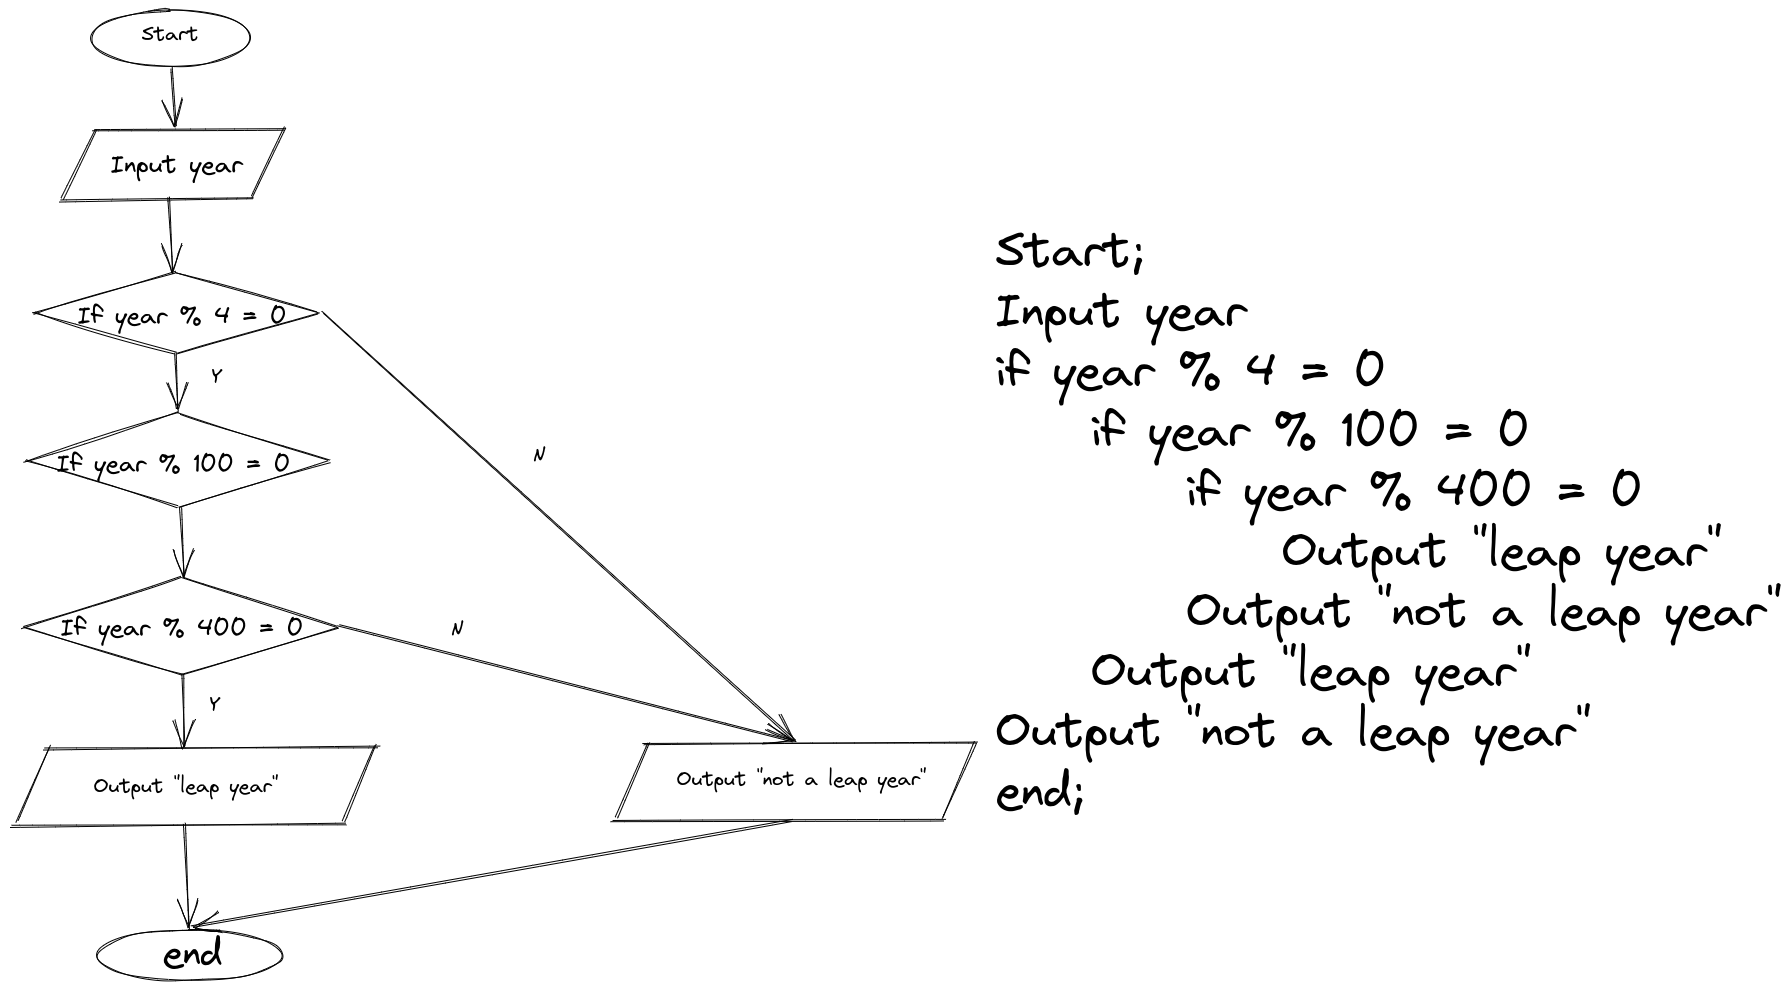 Start
Input year
If year % 4 = 0
Y
N
If year % 100 = 0
If year % 400 = 0
N
Y
Output "leap year"
Output "not a leap year"
end
Start;
Input year
if year % 4 = 0
if year % 100 = 0
if year % 400 = 0
Output "leap year"
Output "not a leap year"
Output "leap year"
Output "not a leap year"
end;